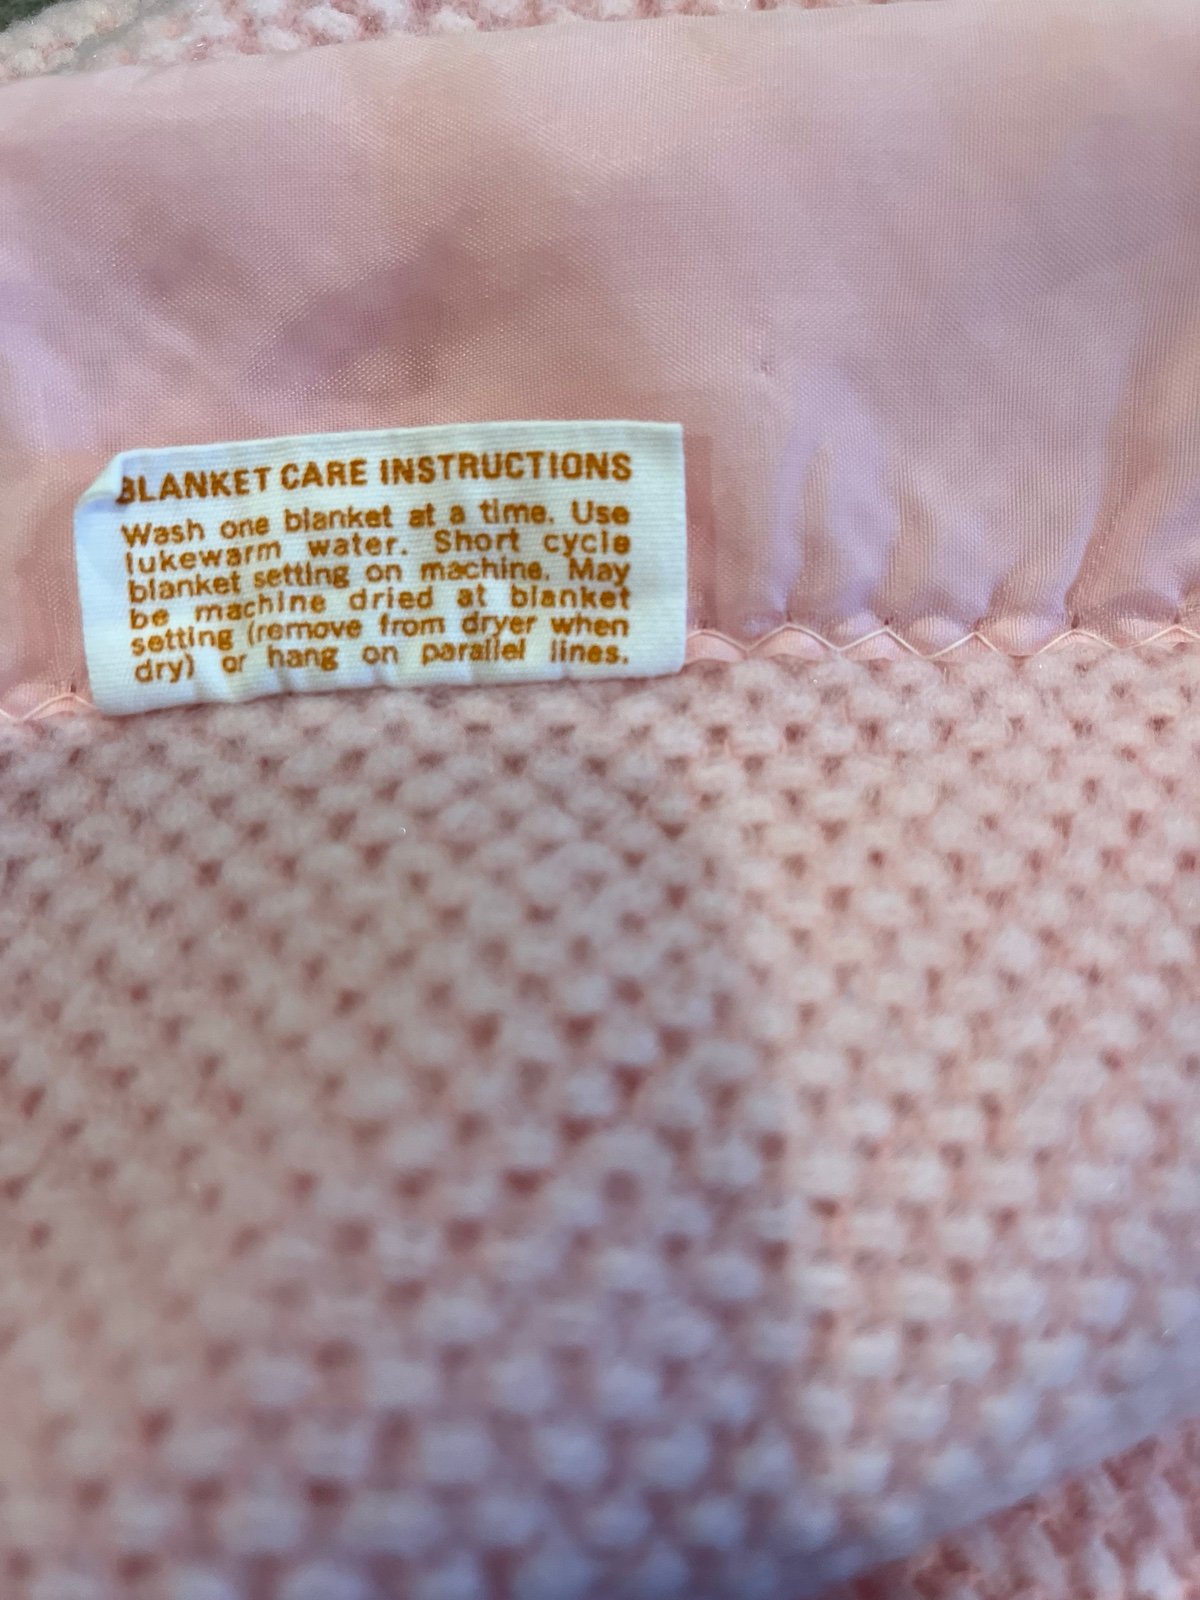 BLANKET CARE INSTRUCTIONS
Wash one blanket at a time. Use
lukewarm water. Short cycle
blanket setting on machine. May
be machine dried at blanket
setting (remove from dryer when
dry) or hang on parallel lines.